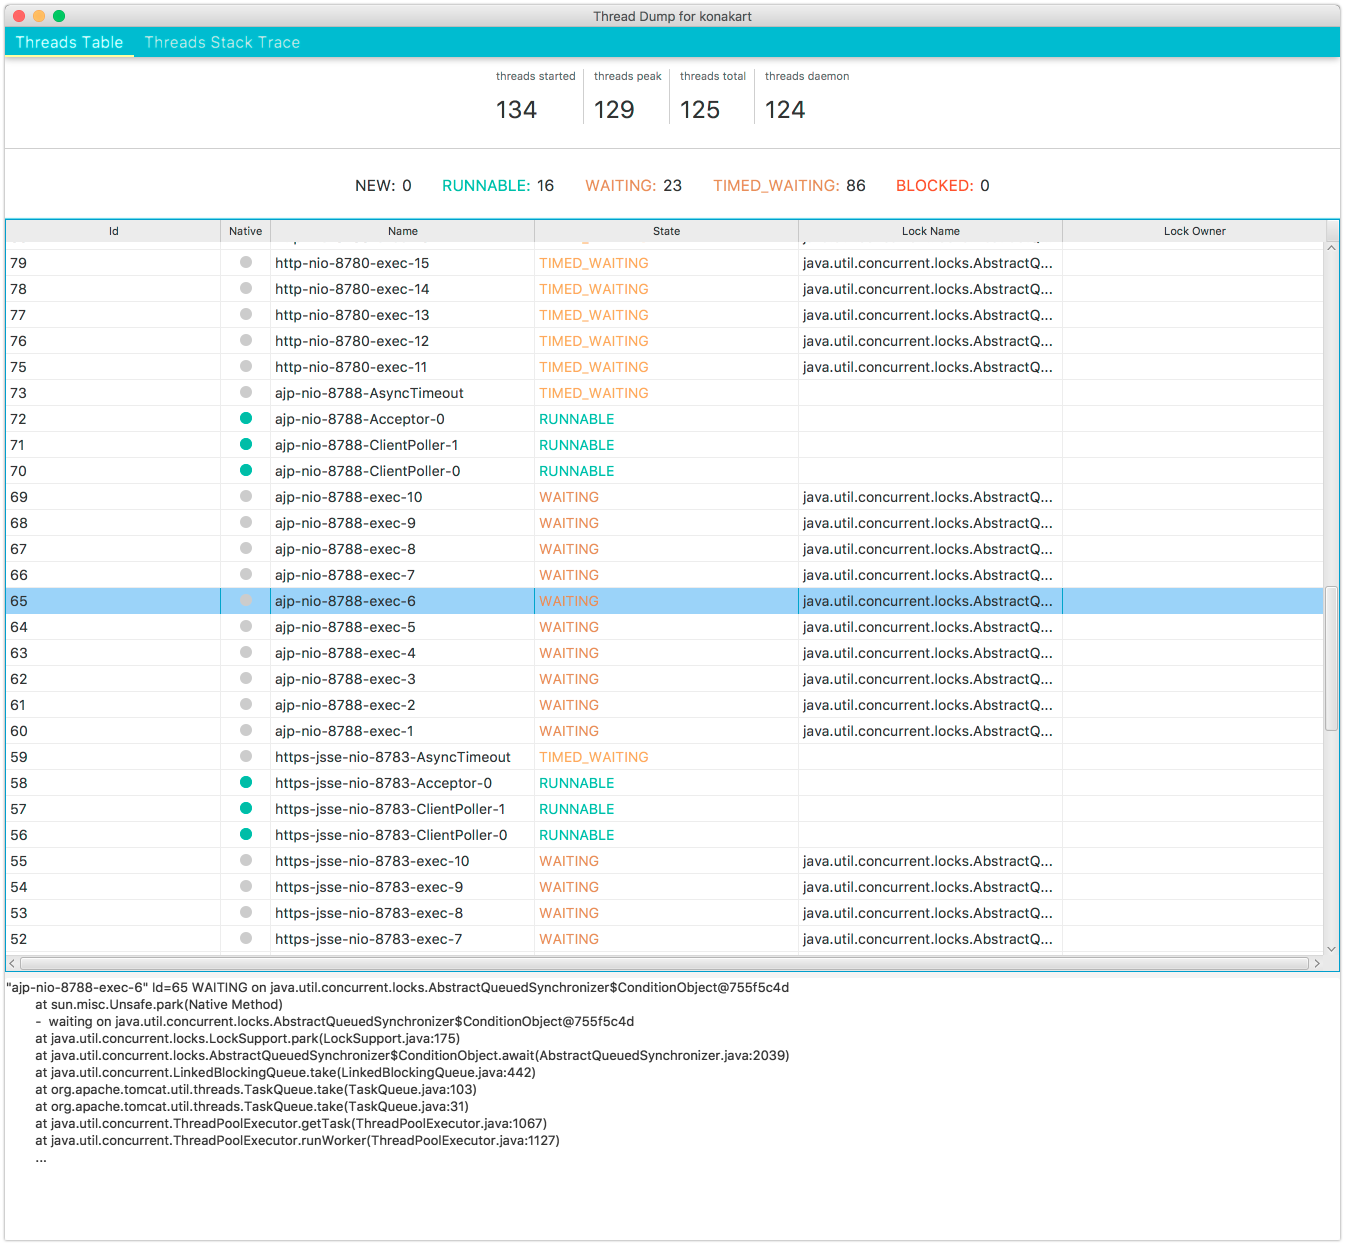 Thread Dump for konakart
Threads Table Threads Stack Trace
threads started threads peak threads total threads daemon
134 129 125 124
NEW: 0 RUNNABLE: 16 WAITING: 23 TIMED_WAITING: 86 BLOCKED: 0
Id Native Name State Lock Name Lock Owner
79 http-nio-8780-exec-15 TIMED_WAITING java.util.concurrent.locks.AbstractQ...
78 http-nio-8780-exec-14 TIMED_WAITING java.util.concurrent.locks.AbstractQ...
77 http-nio-8780-exec-13 TIMED_WAITING java.util.concurrent.locks.AbstractQ...
76 http-nio-8780-exec-12 TIMED_WAITING java.util.concurrent.locks.AbstractQ...
75 http-nio-8780-exec-11 TIMED_WAITING java.util.concurrent.locks.AbstractQ...
73 ajp-nio-8788-AsyncTimeout TIMED_WAITING
72 ajp-nio-8788-Acceptor-0 RUNNABLE
71 ajp-nio-8788-ClientPoller-1 RUNNABLE
70 ajp-nio-8788-ClientPoller-0 RUNNABLE
69 ajp-nio-8788-exec-10 WAITING java.util.concurrent.locks.AbstractQ...
68 ajp-nio-8788-exec-9 WAITING java.util.concurrent.locks.AbstractQ...
67 ajp-nio-8788-exec-8 WAITING java.util.concurrent.locks.AbstractQ...
66 ajp-nio-8788-exec-7 WAITING java.util.concurrent.locks.AbstractQ...
65 ajp-nio-8788-exec-6 WAITING java.util.concurrent.locks.AbstractQ...
64 ajp-nio-8788-exec-5 WAITING java.util.concurrent.locks.AbstractQ...
63 ajp-nio-8788-exec-4 WAITING java.util.concurrent.locks.AbstractQ...
62 ajp-nio-8788-exec-3 WAITING java.util.concurrent.locks.AbstractQ...
61 ajp-nio-8788-exec-2 WAITING java.util.concurrent.locks.AbstractQ...
60 ajp-nio-8788-exec-1 WAITING java.util.concurrent.locks.AbstractQ...
59 https-jsse-nio-8783-AsyncTimeout TIMED_WAITING
58 https-jsse-nio-8783-Acceptor-0 RUNNABLE
57 https-jsse-nio-8783-ClientPoller-1 RUNNABLE
56 https-jsse-nio-8783-ClientPoller-0 RUNNABLE
55 https-jsse-nio-8783-exec-10 WAITING java.util.concurrent.locks.AbstractQ...
54 https-jsse-nio-8783-exec-9 WAITING java.util.concurrent.locks.AbstractQ...
53 https-jsse-nio-8783-exec-8 WAITING java.util.concurrent.locks.AbstractQ...
52 https-jsse-nio-8783-exec-7 WAITING java.util.concurrent.locks.AbstractQ...
"ajp-nio-8788-exec-6" Id=65 WAITING on java.util.concurrent.locks.AbstractQueuedSynchronizer$ConditionObject@755f5c4d
at sun.misc.Unsafe.park(Native Method)
- waiting on java.util.concurrent.locks.AbstractQueuedSynchronizer$ConditionObject@755f5c4d
at java.util.concurrent.locks.LockSupport.park(LockSupport.java:175)
at java.util.concurrent.locks.AbstractQueuedSynchronizer$ConditionObject.await(AbstractQueuedSynchronizer.java:2039)
at java.util.concurrent.LinkedBlockingQueue.take(LinkedBlockingQueue.java:442)
at org.apache.tomcat.util.threads.TaskQueue.take(TaskQueue.java:103)
at org.apache.tomcat.util.threads.TaskQueue.take(TaskQueue.java:31)
at java.util.concurrent.ThreadPoolExecutor.getTask(ThreadPoolExecutor.java:1067)
at java.util.concurrent.ThreadPoolExecutor.runWorker(ThreadPoolExecutor.java:1127)
...